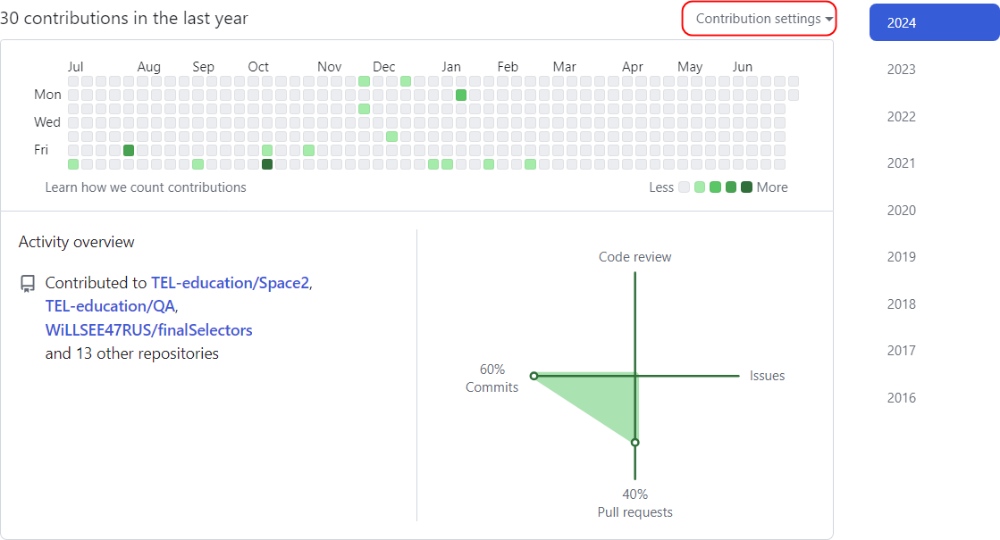 30 contributions in the last year
Contribution settings
2024
2023
2022
2021
2020
2019
2018
2017
2016
Jul Aug Sep Oct Nov Dec Jan Feb Mar Apr May Jun
Mon
Wed
Fri
Learn how we count contributions
Less More
Activity overview
Contributed to TEL-education/Space2,
TEL-education/QA,
WiLLSEE47RUS/finalSelectors
and 13 other repositories
Code review
60%
Commits
Issues
40%
Pull requests